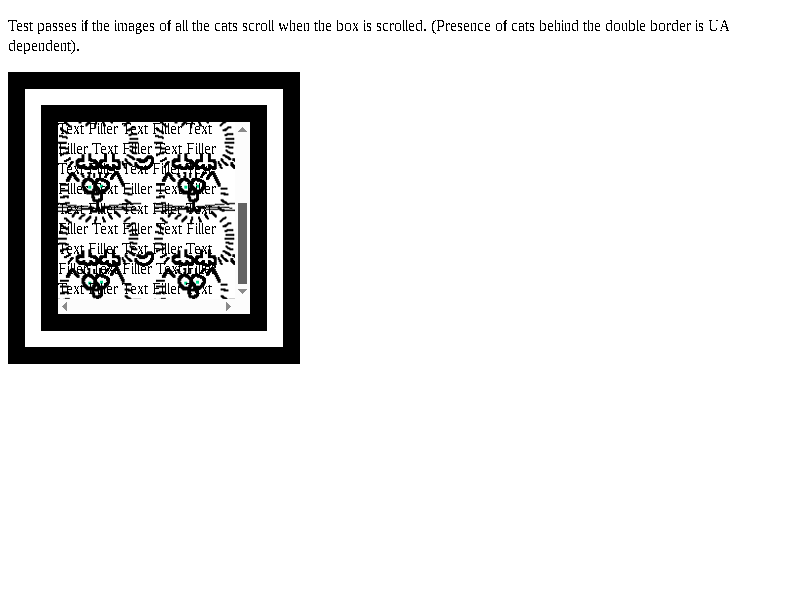 Test passes if the images of all the cats scroll when the box is scrolled. (Presence of cats behind the double border is UA
dependent).
Text Filler Text Filler Text
Filler Text Filler Text Filler
Text Filler Text Filler Text
Filler Text Filler Text Filler
Text Filler Text Filler Text
Filler Text Filler Text Filler
Text Filler Text Filler Text
Filler Text Filler Text Filler
Text Filler Text Filler Text